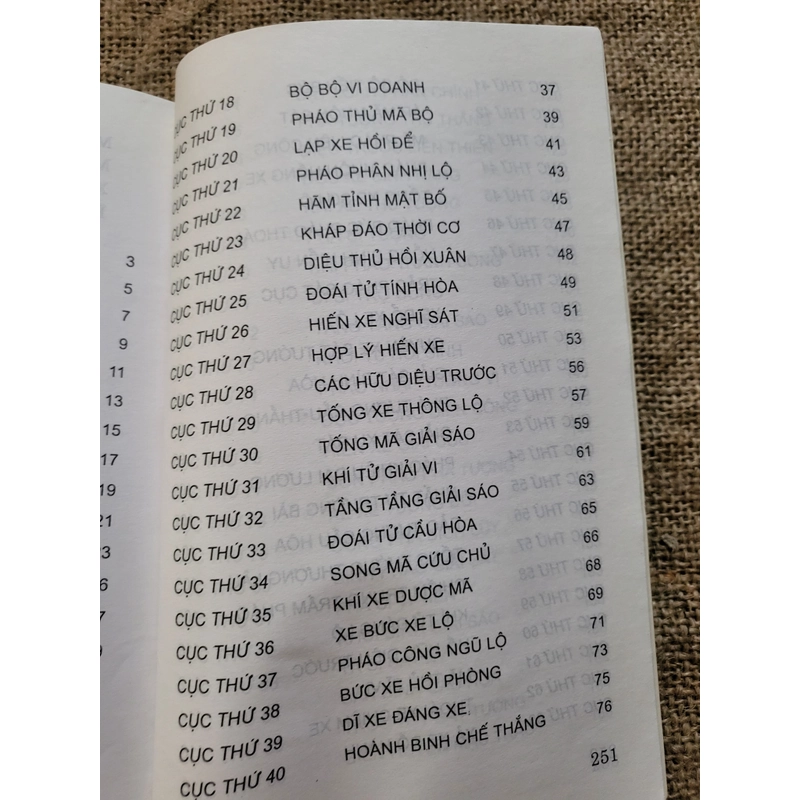 3
5
7
9
11
13
15
17
19
CỤC THỨ 18 BỘ BỘ VI DOANH 37
CỤC THỨ 19 PHÁO THỦ MÃ BỘ 39
CỤC THỨ 20 LẠP XE HỒI ĐỂ 41
CỤC THỨ 21 PHÁO PHÂN NHỊ LỘ 43
CỤC THỨ 22 HÃM TỈNH MẬT BỐ 45
CỤC THỨ 23 KHÁP ĐÁO THỜI CƠ 47
CỤC THỨ 24 DIỆU THỦ HỒI XUÂN 48
CỤC THỨ 25 ĐOÁI TỬ TÍNH HÒA 49
CỤC THỨ 26 HIẾN XE NGHĨ SÁT 51
CỤC THỨ 27 HỢP LÝ HIẾN XE 53
CỤC THỨ 28 CÁC HỮU DIỆU TRƯỚC 56
CỤC THỨ 29 TỐNG XE THÔNG LỘ 57
CỤC THỨ 30 TỐNG MÃ GIẢI SÁO 59
CỤC THỨ 31 KHÍ TỬ GIẢI VI 61
CỤC THỨ 32 TẦNG TẦNG GIẢI SÁO 63
CỤC THỨ 33 ĐOÁI TỬ CẦU HÒA 65
CỤC THỨ 34 SONG MÃ CỨU CHỦ 66
CỤC THỨ 35 KHÍ XE DƯỢC MÃ 68
CỤC THỨ 36 XE BỨC XE LỘ 69
CỤC THỨ 37 PHÁO CÔNG NGŨ LỘ 71
CỤC THỨ 38 BỨC XE HỒI PHÒNG 73
CỤC THỨ 39 DĨ XE ĐÁNG XE 75
CỤC THỨ 40 HOÀNH BINH CHẾ THẮNG 76
251